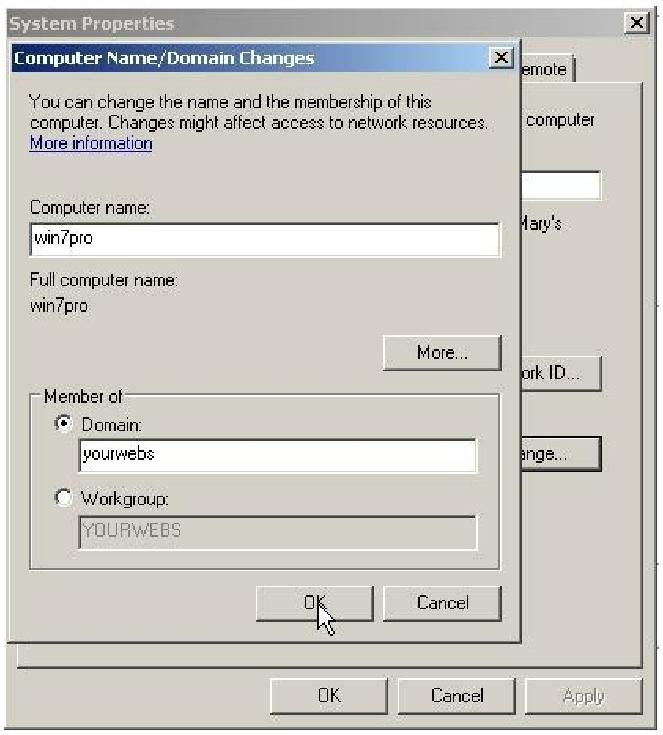 System Properties
Computer Name/Domain Changes
emote
You can change the name and the membership of this
computer. Changes might affect access to network resources.
More information
computer
Computer name:
win7pro
Mary's
Full computer name:
win7pro
More...
ork ID...
Member of
Domain:
yourwebs
ange...
Workgroup:
YOURWEBS
OK
Cancel
OK
Cancel
Apply